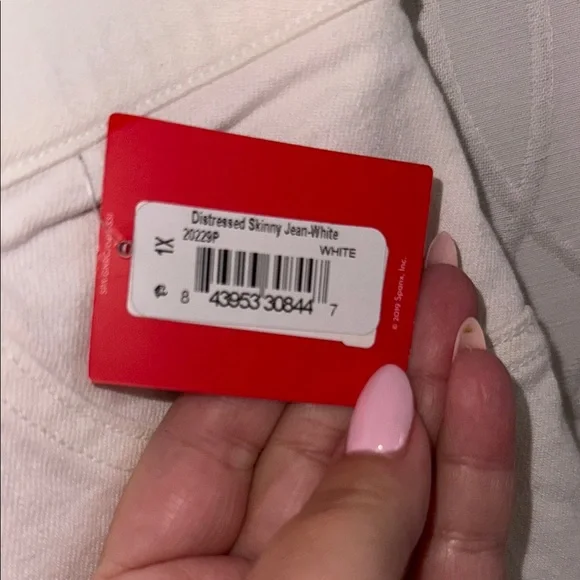 Distressed Skinny Jean-White
20229P
1X
WHITE
8 43953 30844 7
© 2019 Spanx, Inc.